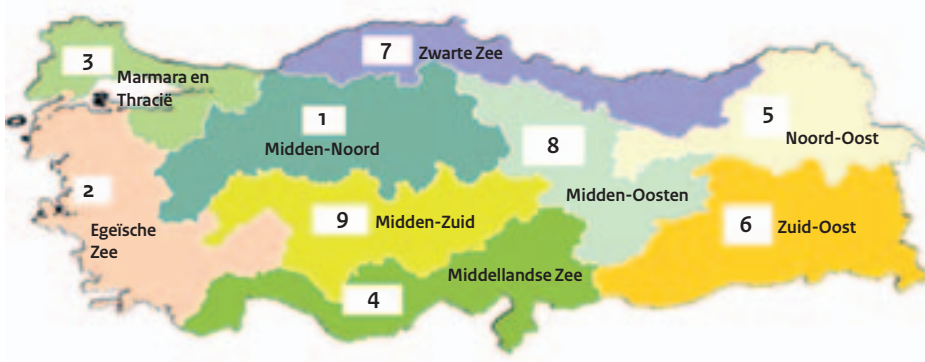 7
Zwarte Zee
3
Marmara en
Thracië
1
Midden-Noord
5
Noord-Oost
8
2
Midden-Oosten
9
Midden-Zuid
6
Zuid-Oost
Egeïsche
Zee
Middellandse Zee
4